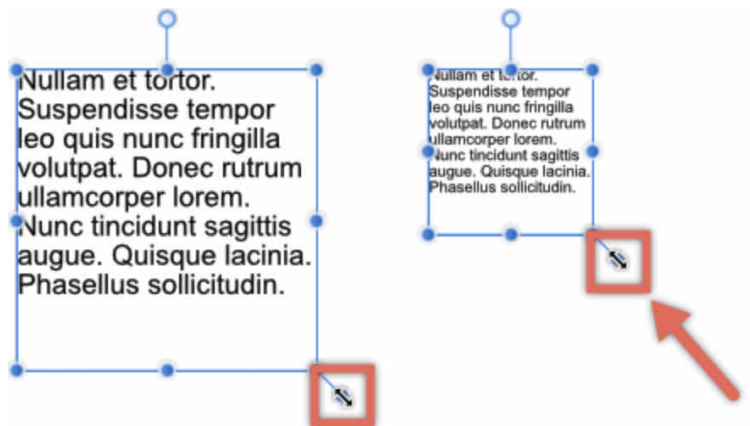 Nullam et tortor.
Suspendisse tempor
leo quis nunc fringilla
volutpat. Donec rutrum
ullamcorper lorem.
Nunc tincidunt sagittis
augue. Quisque lacinia.
Phasellus sollicitudin.
Nullam et tortor.
Suspendisse tempor
leo quis nunc fringilla
volutpat. Donec rutrum
ullamcorper lorem.
Nunc tincidunt sagittis
augue. Quisque lacinia.
Phasellus sollicitudin.